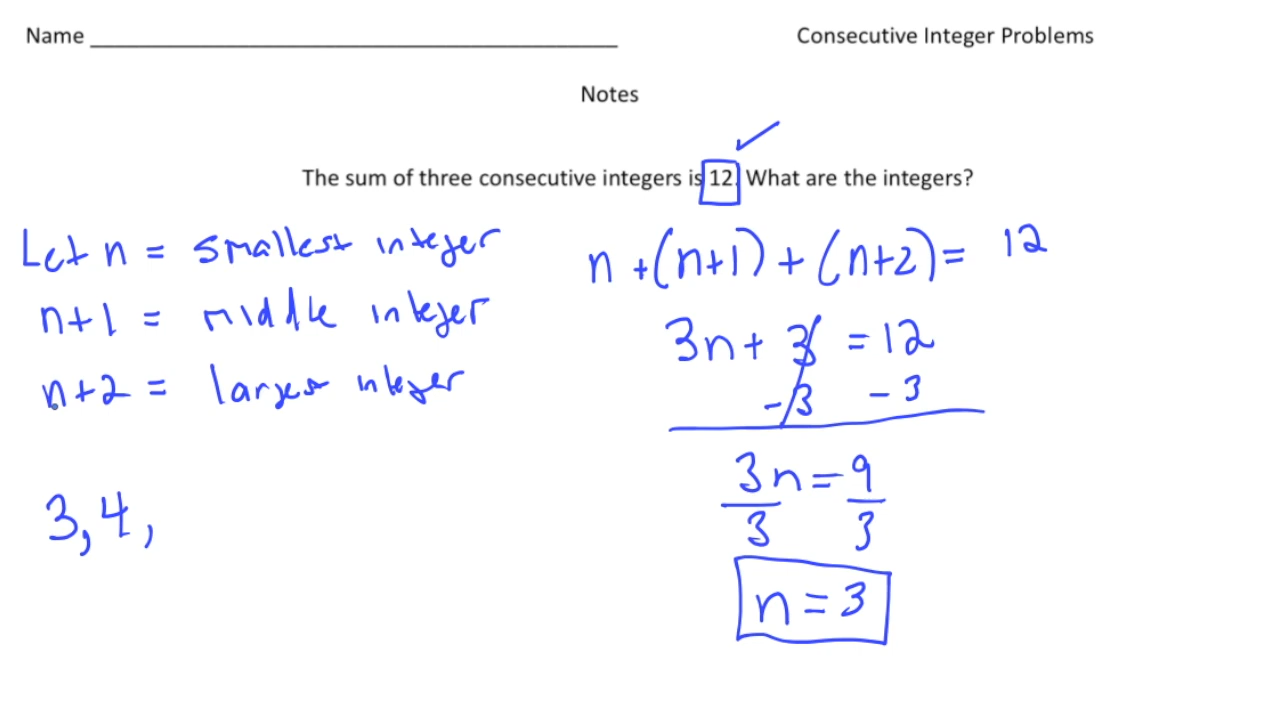 Name ____________________ Consecutive Integer Problems
Notes
The sum of three consecutive integers is 12. What are the integers?
Let n = smallest integer
n+1 = middle integer
n+2 = largest integer
3, 4,
n +(n+1) + (n+2) = 12
3n + 3 = 12
-3 -3
3n = 9
3 3
n = 3